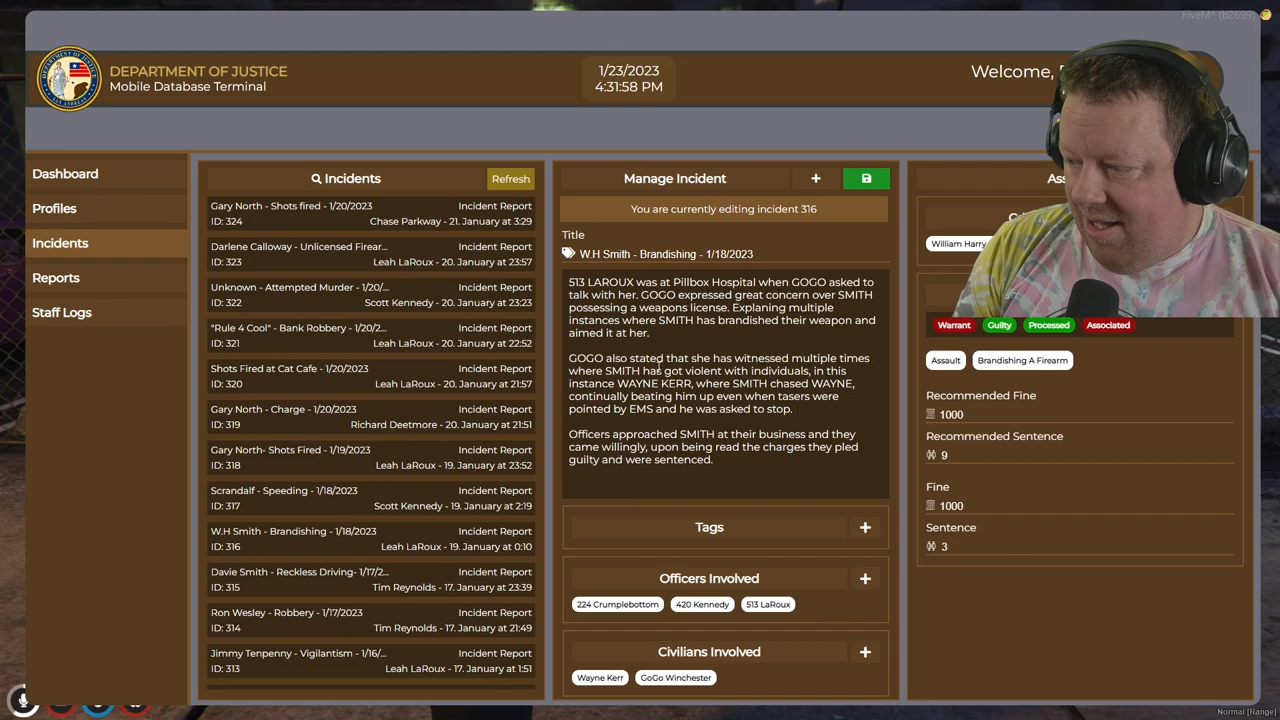 FiveM® (b2699)
DEPARTMENT OF JUSTICE
Mobile Database Terminal
1/23/2023
4:31:58 PM
Welcome,
Dashboard
Profiles
Incidents
Reports
Staff Logs
Incidents
Refresh
Gary North - Shots fired - 1/20/2023 Incident Report
ID: 324 Chase Parkway - 21. January at 3:29
Darlene Calloway - Unlicensed Firear... Incident Report
ID: 323 Leah LaRoux - 20. January at 23:57
Unknown - Attempted Murder - 1/20/... Incident Report
ID: 322 Scott Kennedy - 20. January at 23:23
"Rule 4 Cool" - Bank Robbery - 1/20/2... Incident Report
ID: 321 Leah LaRoux - 20. January at 22:52
Shots Fired at Cat Cafe - 1/20/2023 Incident Report
ID: 320 Leah LaRoux - 20. January at 21:57
Gary North - Charge - 1/20/2023 Incident Report
ID: 319 Richard Deetmore - 20. January at 21:51
Gary North- Shots Fired - 1/19/2023 Incident Report
ID: 318 Leah LaRoux - 19. January at 23:52
Scrandalf - Speeding - 1/18/2023 Incident Report
ID: 317 Scott Kennedy - 19. January at 2:19
W.H Smith - Brandishing - 1/18/2023 Incident Report
ID: 316 Leah LaRoux - 19. January at 0:10
Davie Smith - Reckless Driving- 1/17/2... Incident Report
ID: 315 Tim Reynolds - 17. January at 23:39
Ron Wesley - Robbery - 1/17/2023 Incident Report
ID: 314 Tim Reynolds - 17. January at 21:49
Jimmy Tenpenny - Vigilantism - 1/16/... Incident Report
ID: 313 Leah LaRoux - 17. January at 1:51
Manage Incident
You are currently editing incident 316
Title
W.H Smith - Brandishing - 1/18/2023
513 LAROUX was at Pillbox Hospital when GOGO asked to
talk with her. GOGO expressed great concern over SMITH
possessing a weapons license. Explaning multiple
instances where SMITH has brandished their weapon and
aimed it at her.
GOGO also stated that she has witnessed multiple times
where SMITH has got violent with individuals, in this
instance WAYNE KERR, where SMITH chased WAYNE,
continually beating him up even when tasers were
pointed by EMS and he was asked to stop.
Officers approached SMITH at their business and they
came willingly, upon being read the charges they pled
guilty and were sentenced.
Tags
Officers Involved
224 Crumplebottom 420 Kennedy 513 LaRoux
Civilians Involved
Wayne Kerr GoGo Winchester
William Harry
Warrant Guilty Processed Associated
Assault Brandishing A Firearm
Recommended Fine
1000
Recommended Sentence
9
Fine
1000
Sentence
3
Normal [Range]